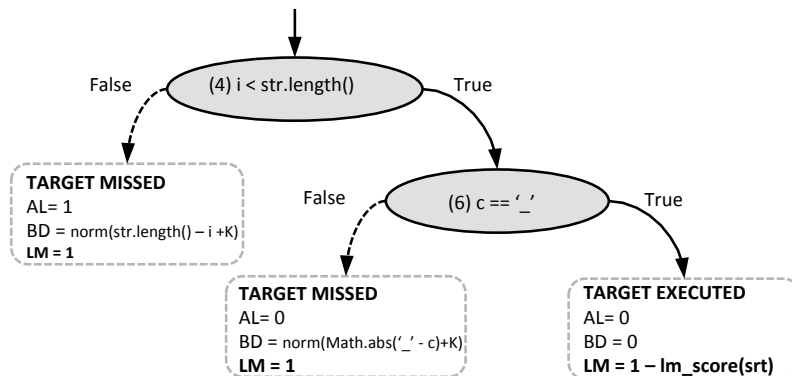 (4) i < str.length()
False
True
TARGET MISSED
AL= 1
BD = norm(str.length() – i +K)
LM = 1
(6) c == ‘_’
False
True
TARGET MISSED
AL= 0
BD = norm(Math.abs(‘_’ - c)+K)
LM = 1
TARGET EXECUTED
AL= 0
BD = 0
LM = 1 – lm_score(srt)